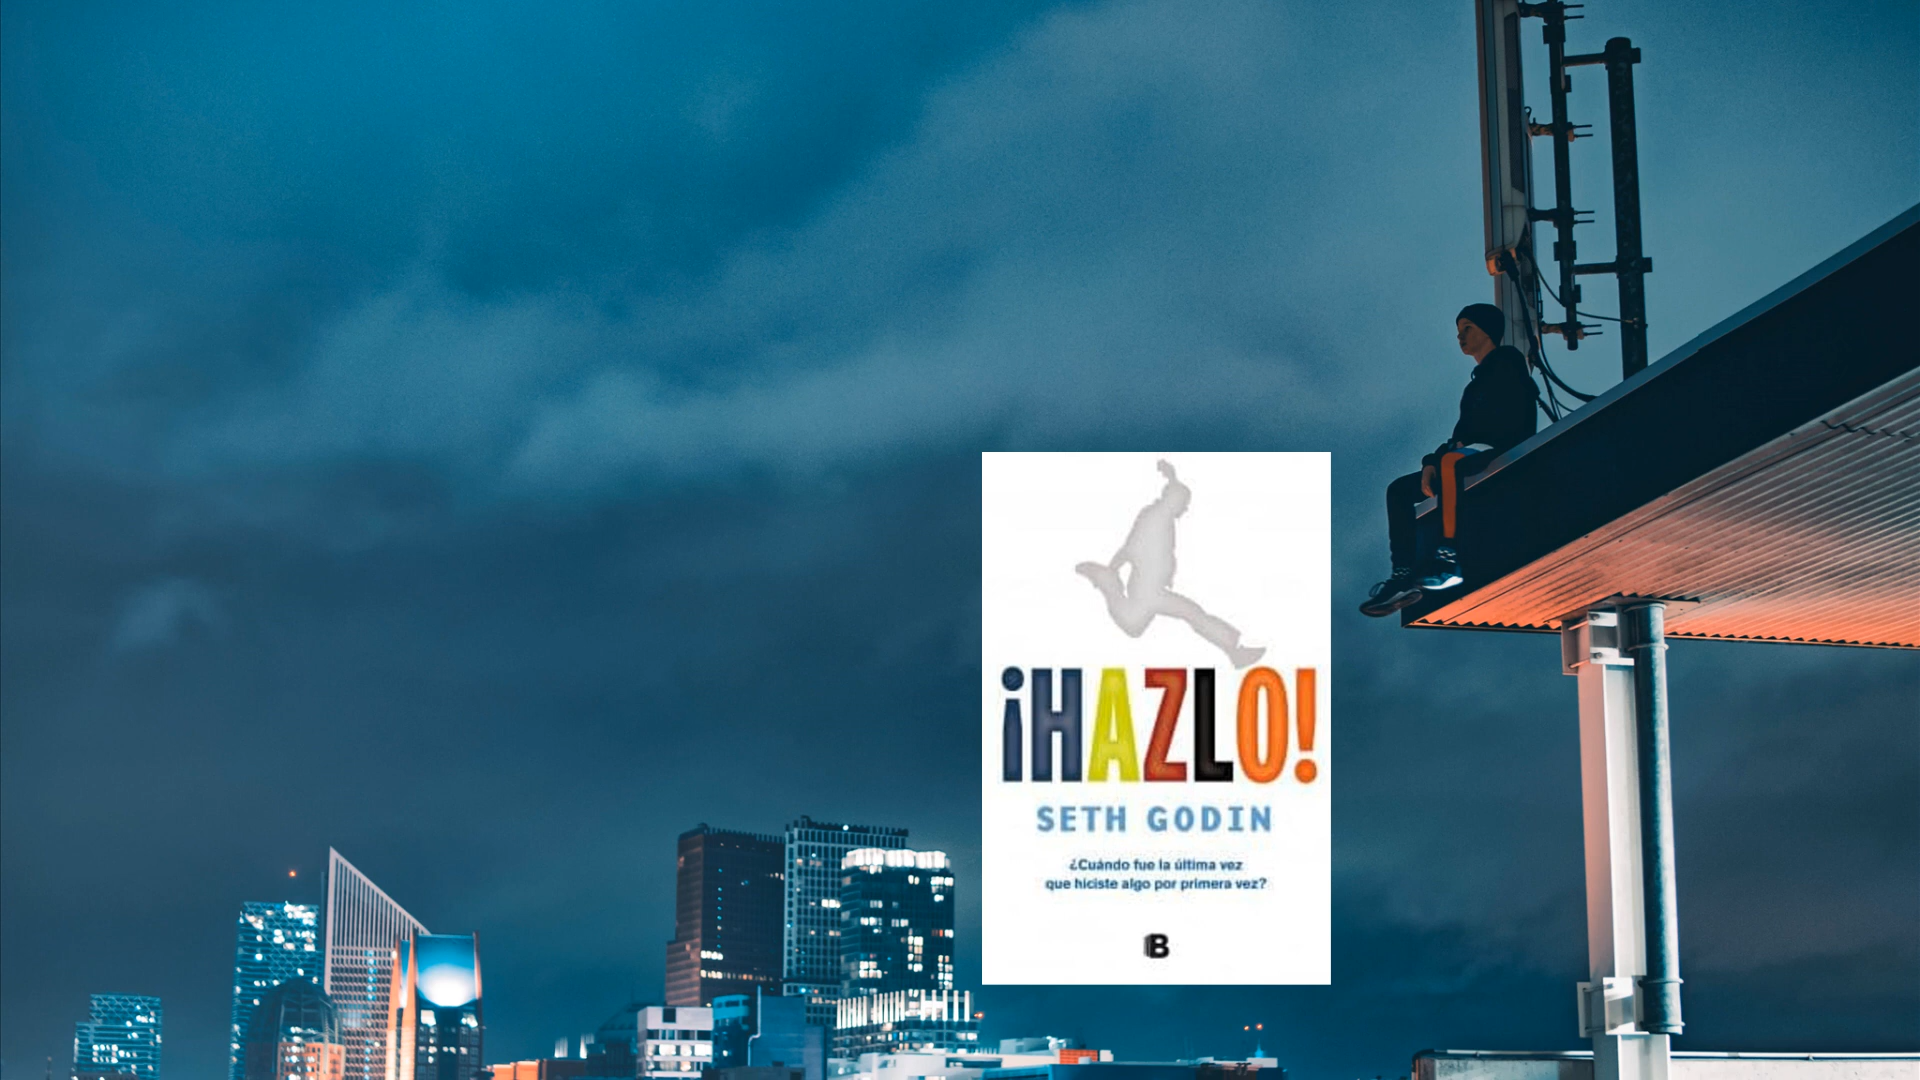 ¡HAZLO!
SETH GODIN
¿Cuándo fue la última vez
que hiciste algo por primera vez?
B